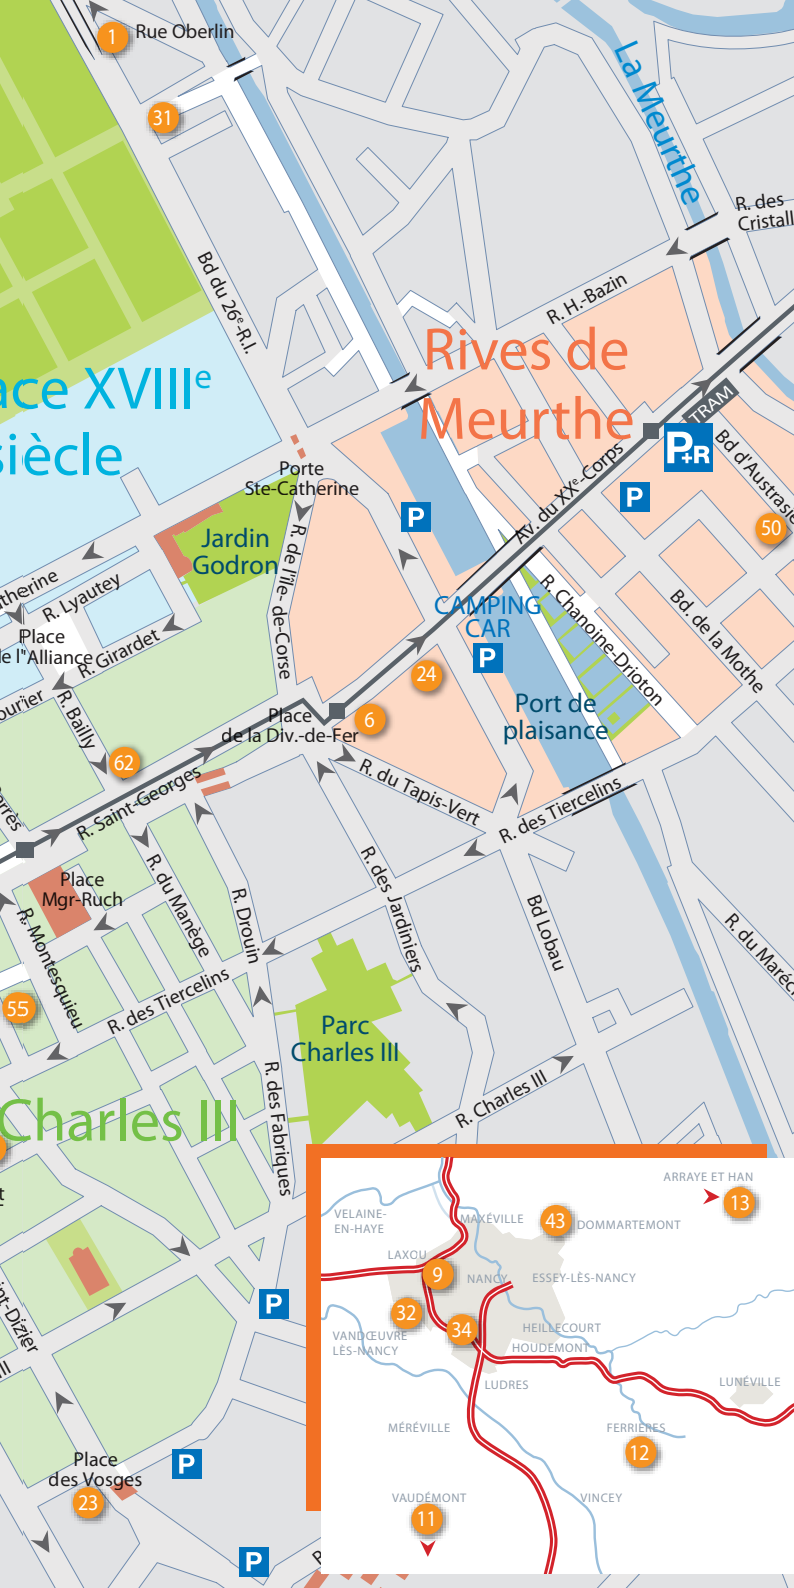 1
Rue Oberlin
31
La Meurthe
R. des
Cristall
Bd du 26e-R.I.
R. H.-Bazin
Rives de
Meurthe
ace XVIIIe
siècle
TRAM
P+R
Bd d'Austrasie
Porte
Ste-Catherine
P
P
Av. du XXe-Corps
50
Jardin
Godron
R. de l'Île-de-Corse
therine
R. Lyautey
Place
de l"Alliance
R. Girardet
CAMPING
CAR
P
R. Chanoine-Drioton
Bd. de la Mothe
24
Port de
plaisance
ourier
R. Bailly
Place
de la Div.-de-Fer
6
62
R. Saint-Georges
R. du Tapis-Vert
R. des Tiercelins
Place
Mgr-Ruch
R. du Manège
R. Drouin
R. des Jardiniers
Bd Lobau
R. du Maréc
R. Montesquieu
55
R. des Tiercelins
Parc
Charles III
R. Charles III
R. des Fabriques
Charles III
P
int-Dizier
P
Place
des Vosges
23
P
ARRAYE ET HAN
13
VELAINE-
EN-HAYE
MAXÉVILLE
43
DOMMARTEMONT
LAXOU
9
NANCY
ESSEY-LÈS-NANCY
32
34
HEILLECOURT
VANDŒUVRE
LÈS-NANCY
HOUDEMONT
LUDRES
LUNÉVILLE
MÉRÉVILLE
FERRIÈRES
12
VAUDÉMONT
VINCEY
11